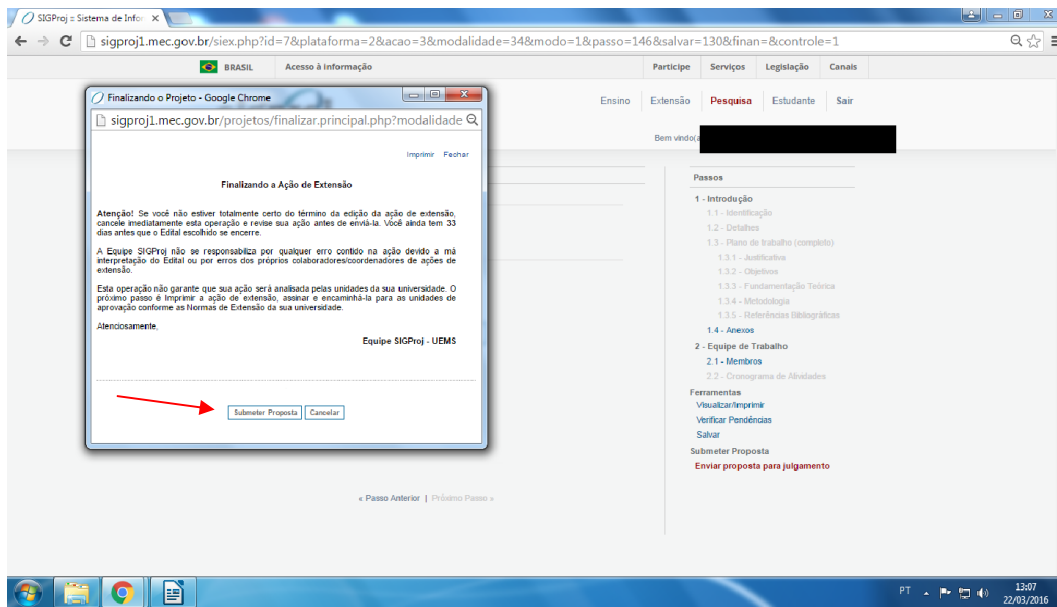 SIGProj :: Sistema de Infor
sigproj1.mec.gov.br/siex.php?id=7&plataforma=2&acao=3&modalidade=34&modo=1&passo=146&salvar=130&finan=&controle=1
BRASIL Acesso à informação Participe Serviços Legislação Canais
Ensino Extensão Pesquisa Estudante Sair
Bem vindo(a
Finalizando o Projeto - Google Chrome
sigproj1.mec.gov.br/projetos/finalizar.principal.php?modalidade
Imprimir Fechar
Finalizando a Ação de Extensão
Atenção! Se você não estiver totalmente certo do término da edição da ação de extensão,
cancele imediatamente esta operação e revise sua ação antes de enviá-la. Você ainda tem 33
dias antes que o Edital escolhido se encerre.
A Equipe SIGProj não se responsabiliza por qualquer erro contido na ação devido a má
interpretação do Edital ou por erros dos próprios colaboradores/coordenadores de ações de
extensão.
Esta operação não garante que sua ação será analisada pelas unidades da sua universidade. O
próximo passo é Imprimir a ação de extensão, assinar e encaminhá-la para as unidades de
aprovação conforme as Normas de Extensão da sua universidade.
Atenciosamente,
Equipe SIGProj - UEMS
Submeter Proposta Cancelar
« Passo Anterior | Próximo Passo »
Passos
1 - Introdução
1.1 - Identificação
1.2 - Detalhes
1.3 - Plano de trabalho (completo)
1.3.1 - Justificativa
1.3.2 - Objetivos
1.3.3 - Fundamentação Teórica
1.3.4 - Metodologia
1.3.5 - Referências Bibliográficas
1.4 - Anexos
2 - Equipe de Trabalho
2.1 - Membros
2.2 - Cronograma de Atividades
Ferramentas
Visualizar/Imprimir
Verificar Pendências
Salvar
Submeter Proposta
Enviar proposta para julgamento
PT 13:07
22/03/2016